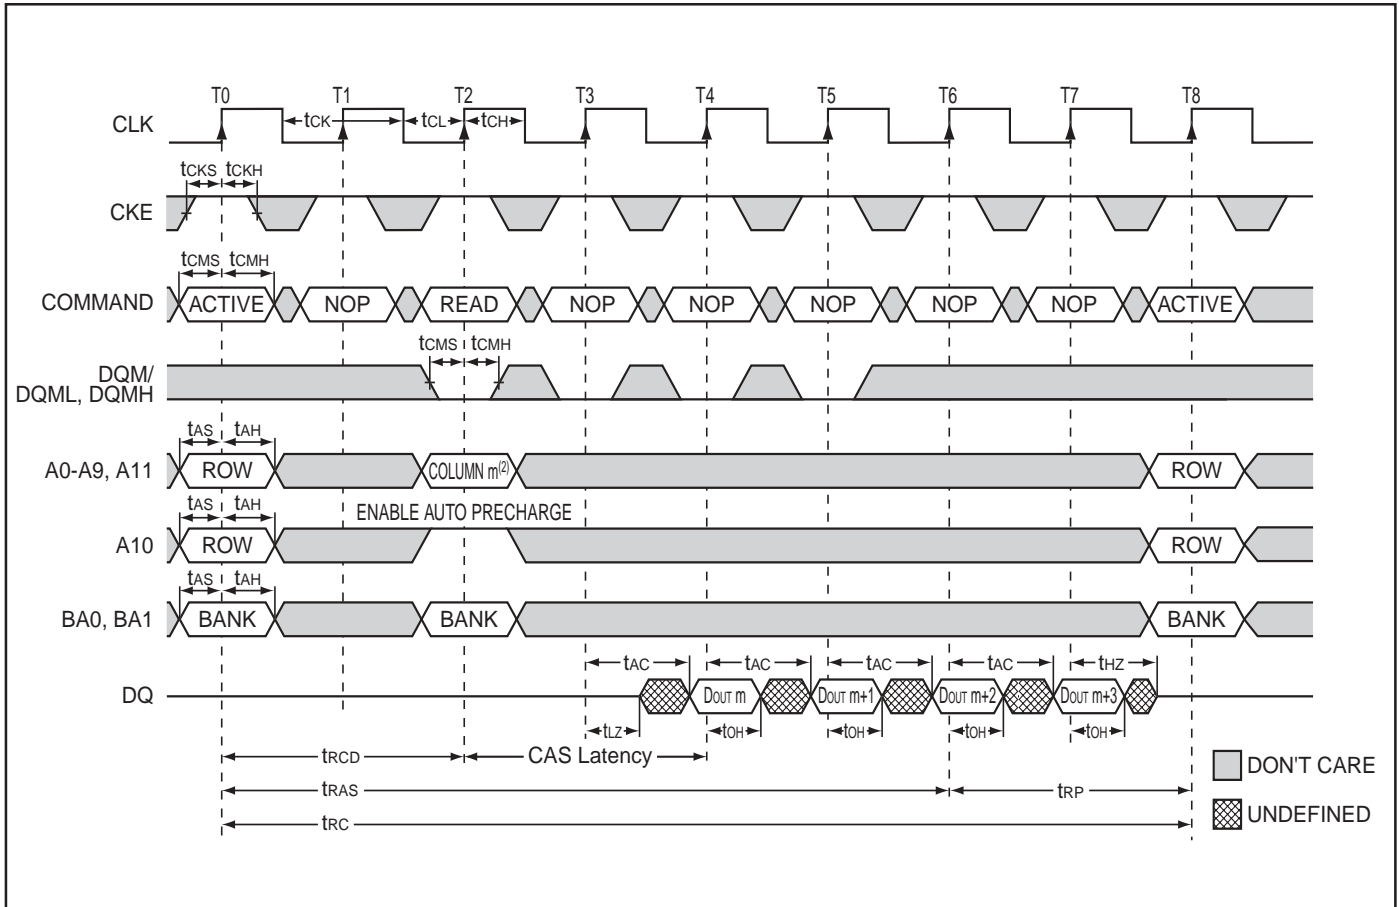 T0 T1 T2 T3 T4 T5 T6 T7 T8
CLK tCK tCL tCH
tCKS tCKH
CKE
tCMS tCMH
COMMAND ACTIVE NOP READ NOP NOP NOP NOP NOP ACTIVE
tCMS tCMH
DQM/
DQML, DQMH
tAS tAH
A0-A9, A11 ROW COLUMN m(2) ROW
tAS tAH ENABLE AUTO PRECHARGE
A10 ROW ROW
tAS tAH
BA0, BA1 BANK BANK BANK
tAC tAC tAC tAC tHZ
DQ DOUT m DOUT m+1 DOUT m+2 DOUT m+3
tLZ tOH tOH tOH tOH
tRCD CAS Latency
DON'T CARE
tRAS tRP
UNDEFINED
tRC